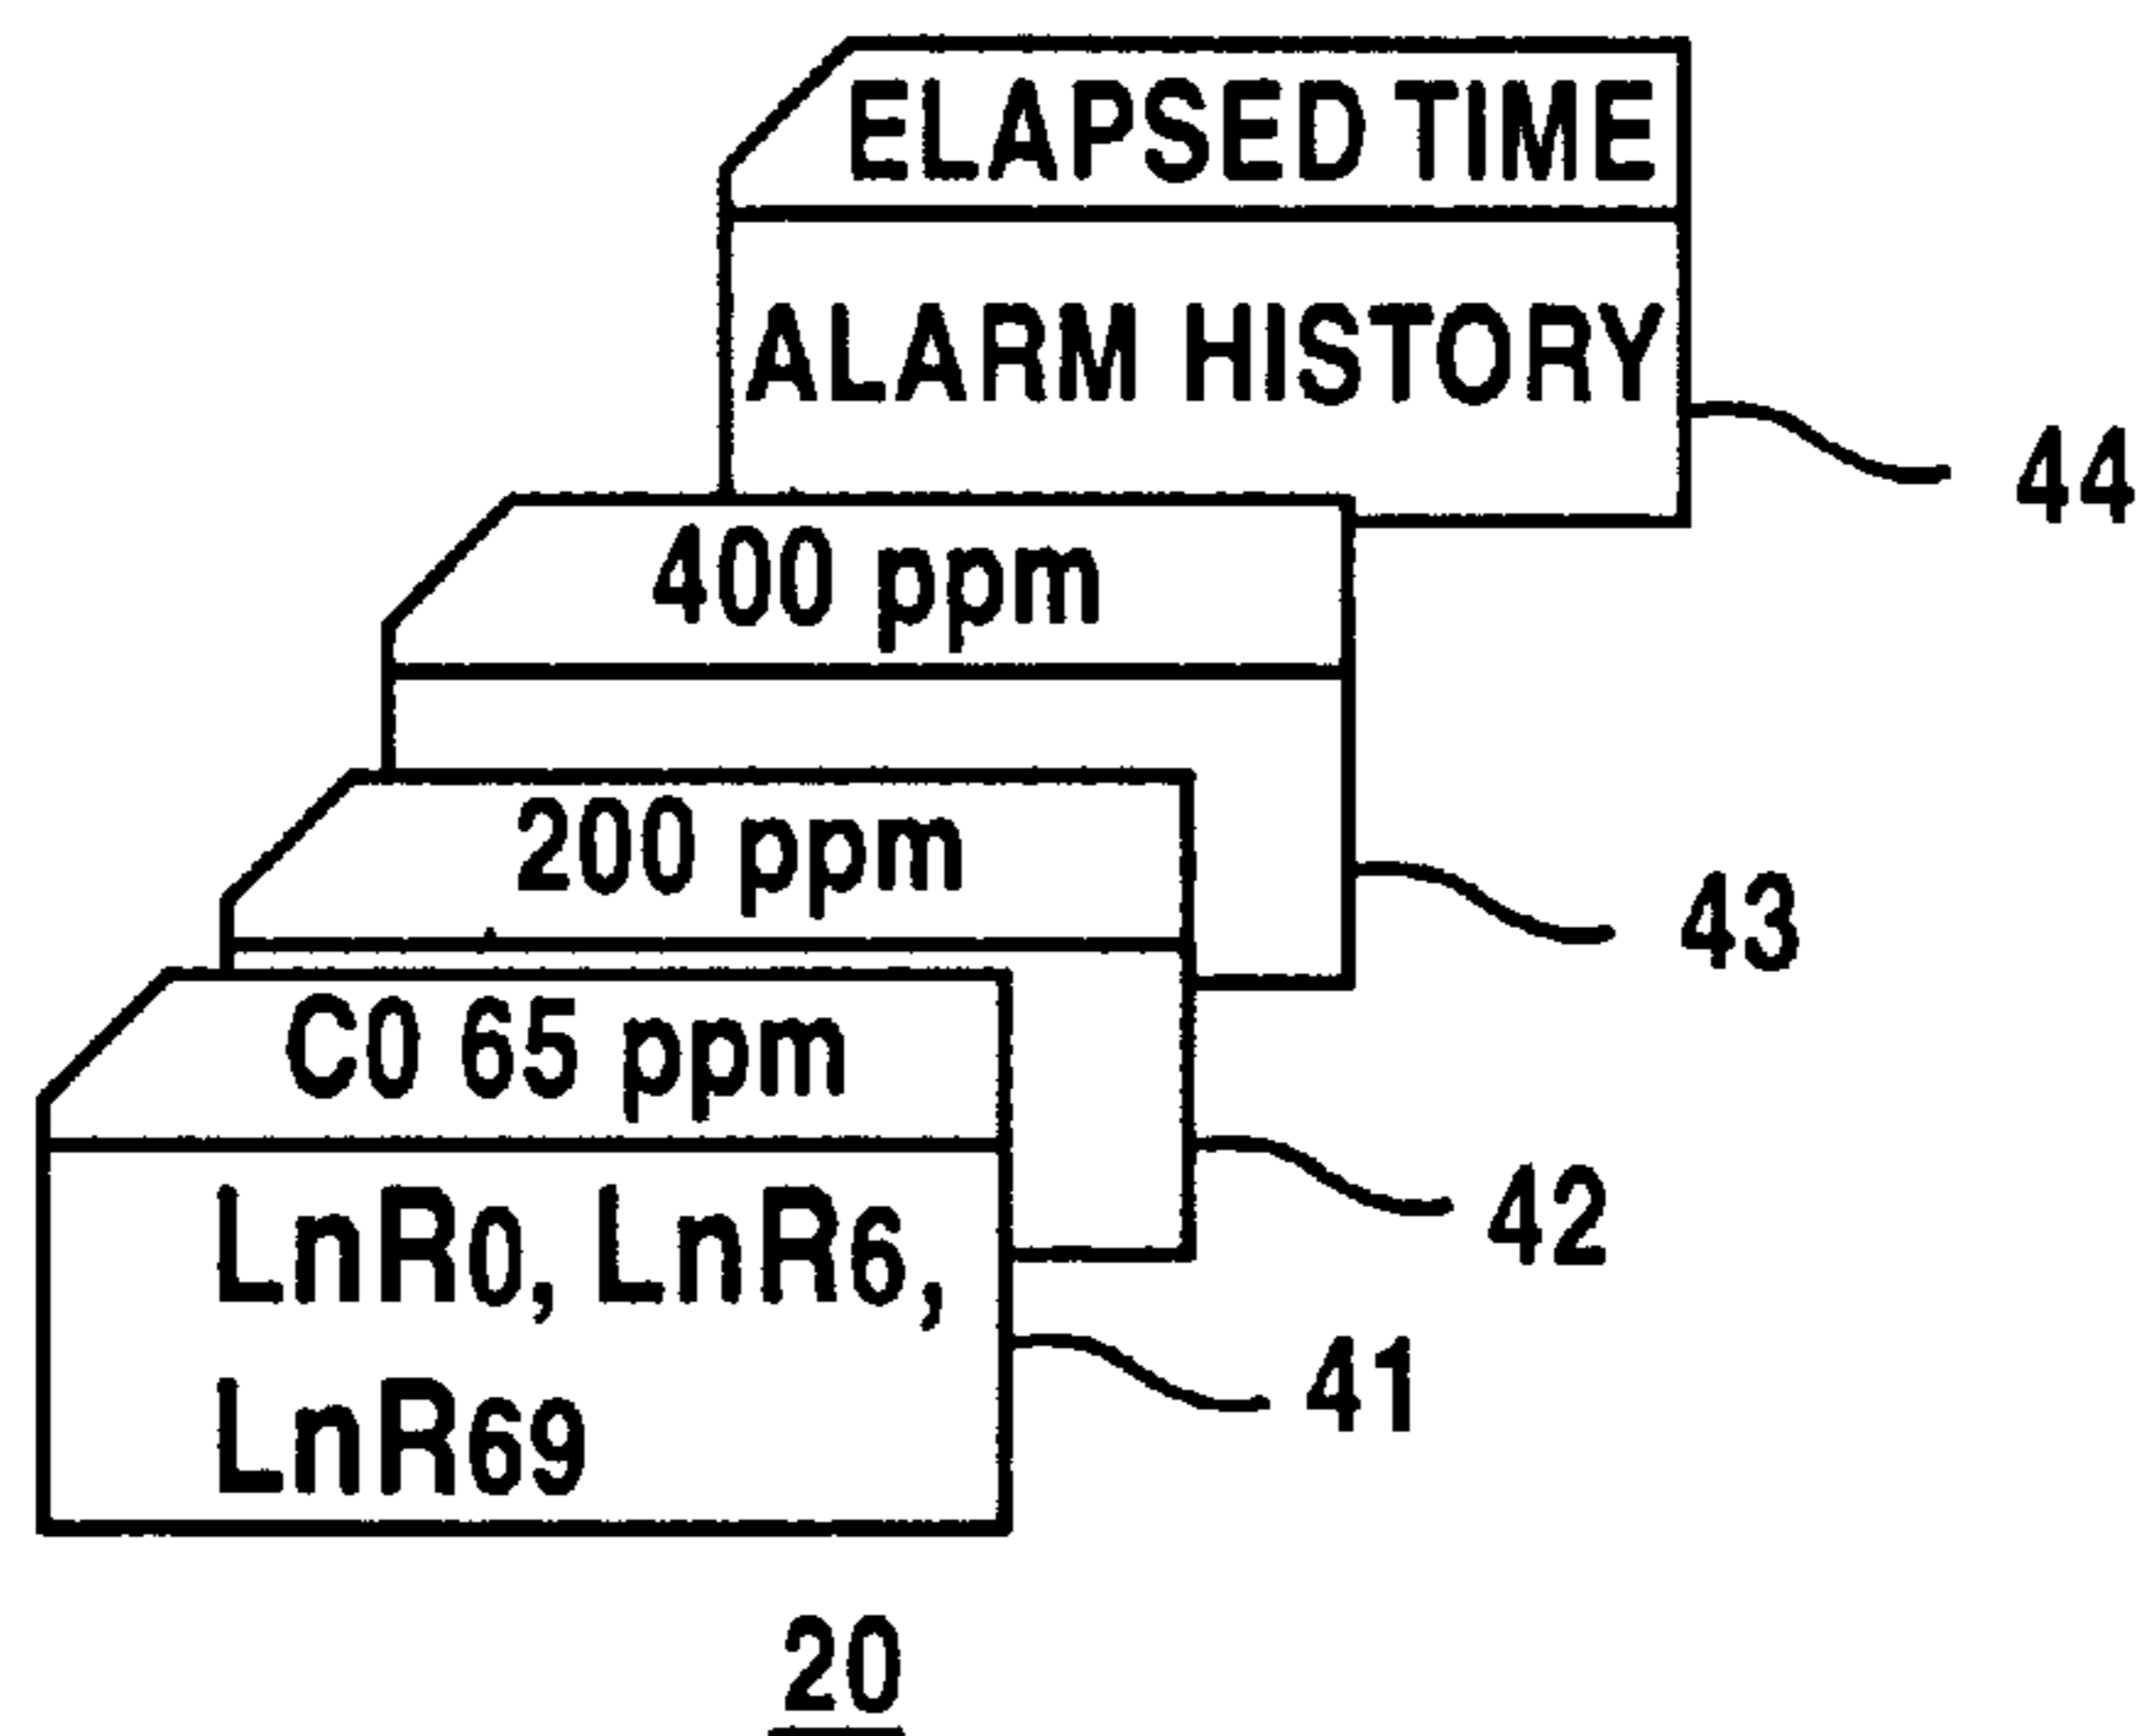 ELAPSED TIME
ALARM HISTORY
44
400 ppm
43
200 ppm
42
C0 65 ppm
LnR0, LnR6,
LnR69
41
20